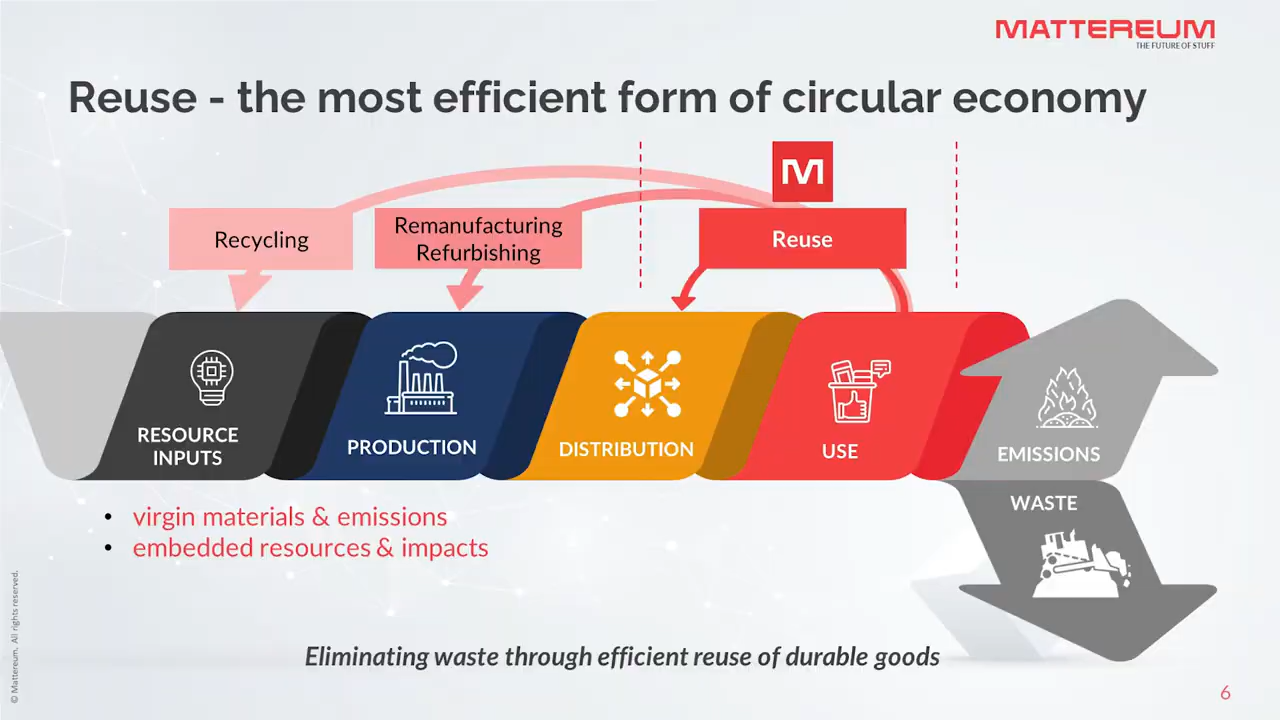 MATTEREUM
THE FUTURE OF STUFF
Reuse - the most efficient form of circular economy
M
Recycling
Remanufacturing
Refurbishing
Reuse
RESOURCE
INPUTS
PRODUCTION
DISTRIBUTION
USE
EMISSIONS
WASTE
• virgin materials & emissions
• embedded resources & impacts
Eliminating waste through efficient reuse of durable goods
© Mattereum. All rights reserved.
6